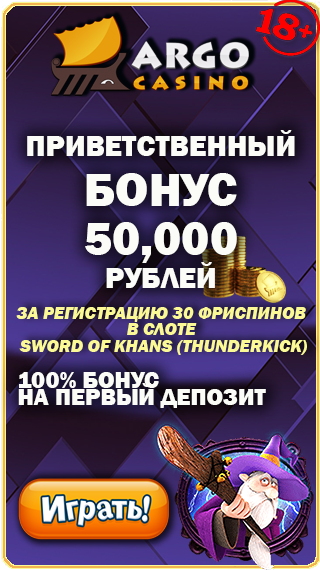 18+
ARGO
CASINO
ПРИВЕТСТВЕННЫЙ
БОНУС
50,000
РУБЛЕЙ
ЗА РЕГИСТРАЦИЮ 30 ФРИСПИНОВ
В СЛОТЕ
SWORD OF KHANS (THUNDERKICK)
100% БОНУС
НА ПЕРВЫЙ ДЕПОЗИТ
Играть!